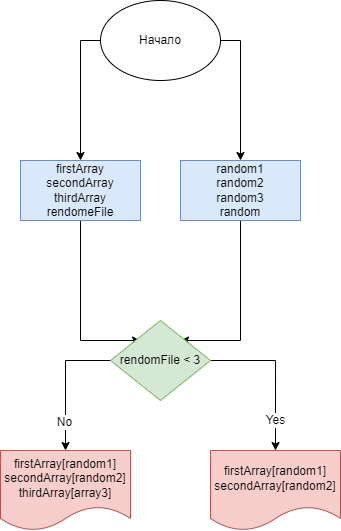 Начало
firstArray
secondArray
thirdArray
rendomeFile
random1
random2
random3
random
rendomFile < 3
No
Yes
firstArray[random1]
secondArray[random2]
thirdArray[array3]
firstArray[random1]
secondArray[random2]